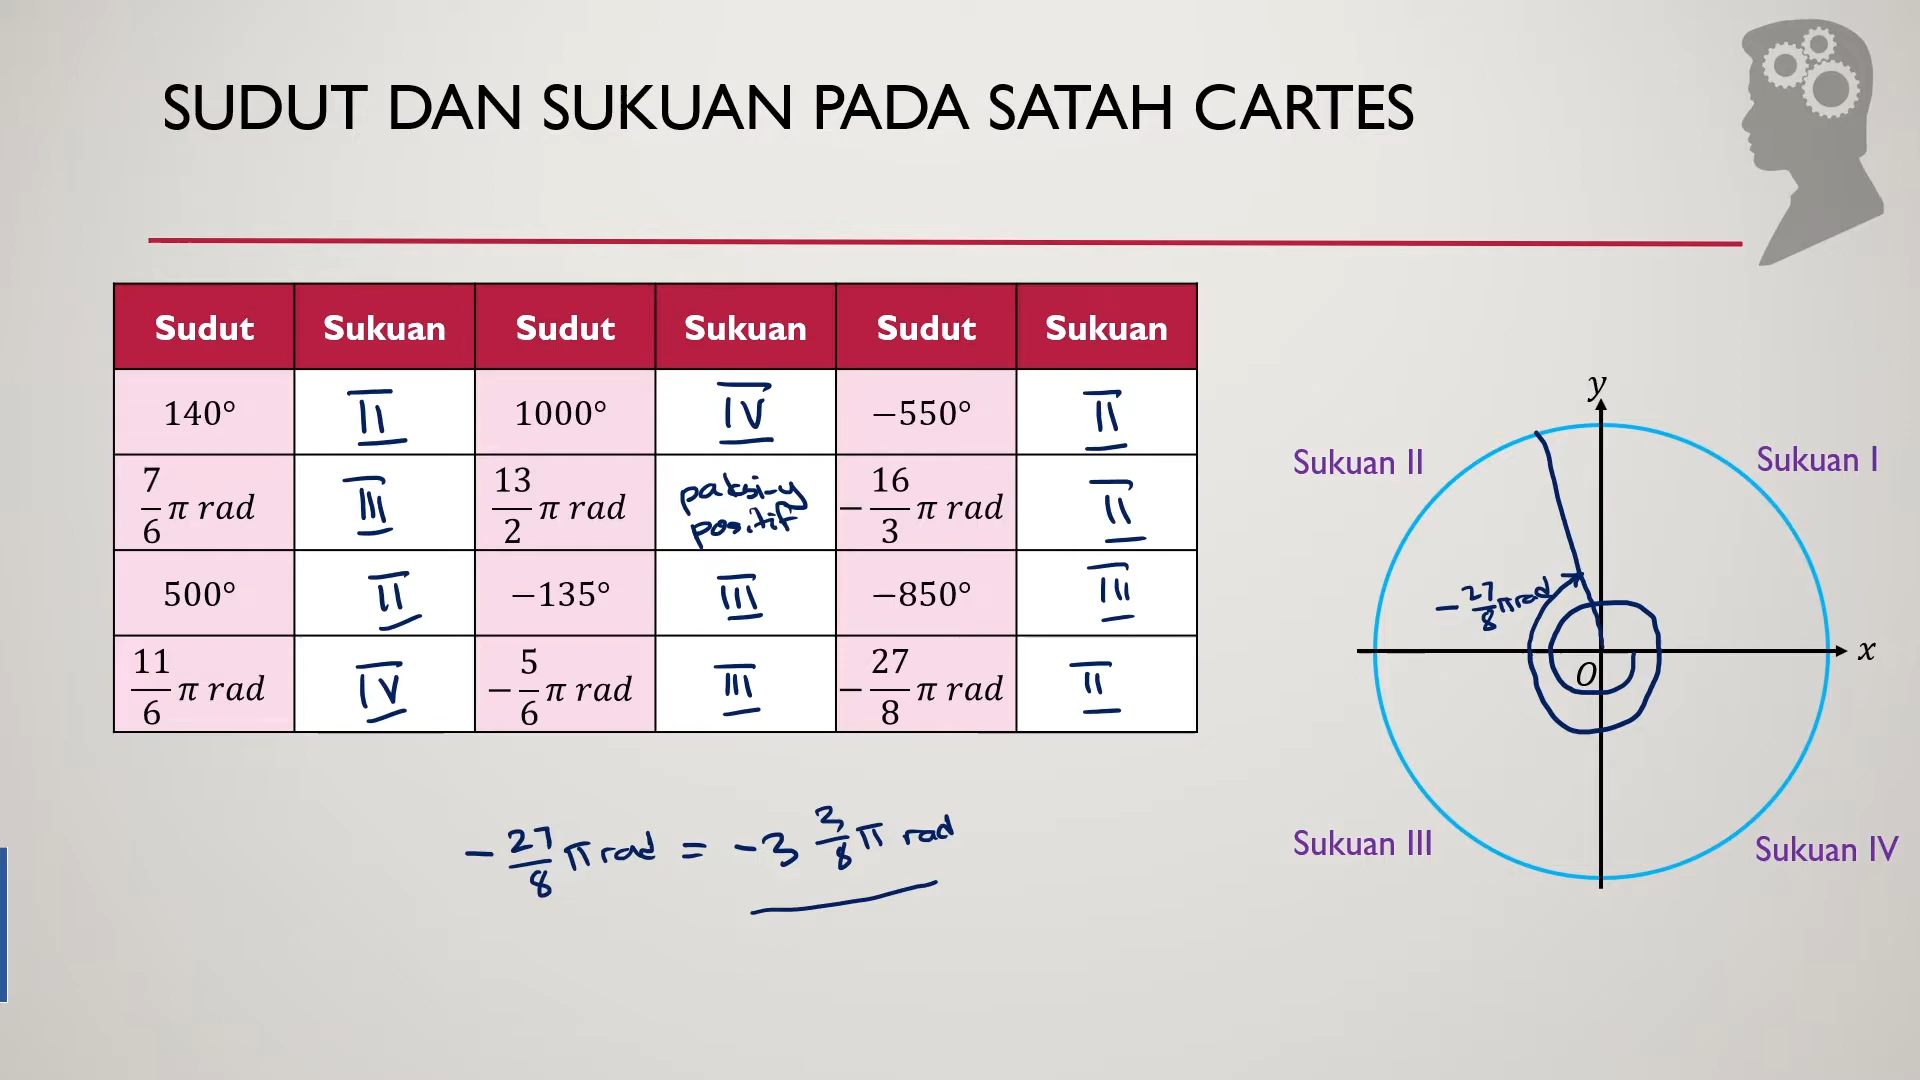 SUDUT DAN SUKUAN PADA SATAH CARTES
Sudut Sukuan Sudut Sukuan Sudut Sukuan
140° II 1000° IV −550° II
7/6 π rad III 13/2 π rad paksi-y positif −16/3 π rad II
500° II −135° III −850° III
11/6 π rad IV −5/6 π rad III −27/8 π rad II
−27/8 π rad = −3 3/8 π rad
y
Sukuan II Sukuan I
−27/8 π rad
x
O
Sukuan III Sukuan IV